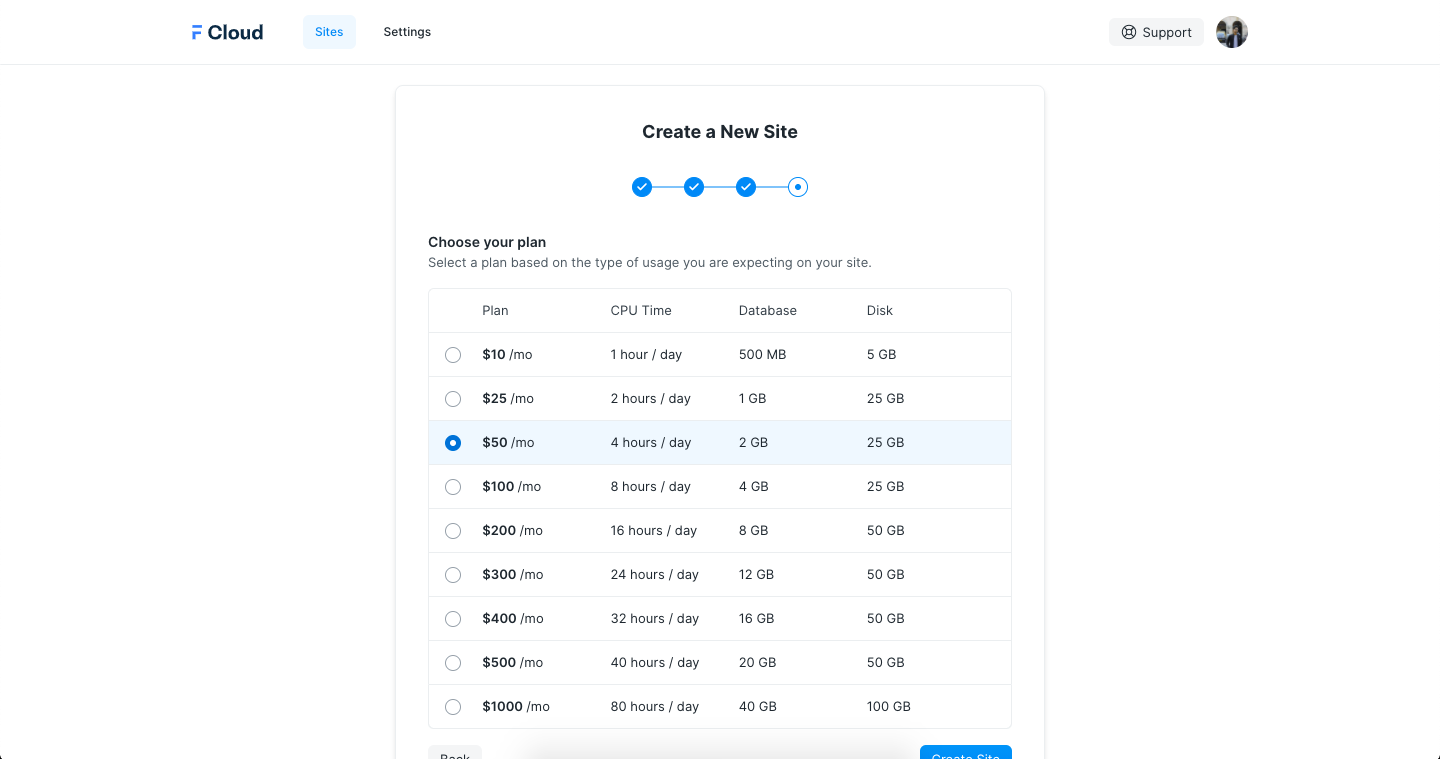 Cloud Sites Settings Support
Create a New Site
Choose your plan
Select a plan based on the type of usage you are expecting on your site.
Plan CPU Time Database Disk
$10 /mo 1 hour / day 500 MB 5 GB
$25 /mo 2 hours / day 1 GB 25 GB
$50 /mo 4 hours / day 2 GB 25 GB
$100 /mo 8 hours / day 4 GB 25 GB
$200 /mo 16 hours / day 8 GB 50 GB
$300 /mo 24 hours / day 12 GB 50 GB
$400 /mo 32 hours / day 16 GB 50 GB
$500 /mo 40 hours / day 20 GB 50 GB
$1000 /mo 80 hours / day 40 GB 100 GB
Back Create Site